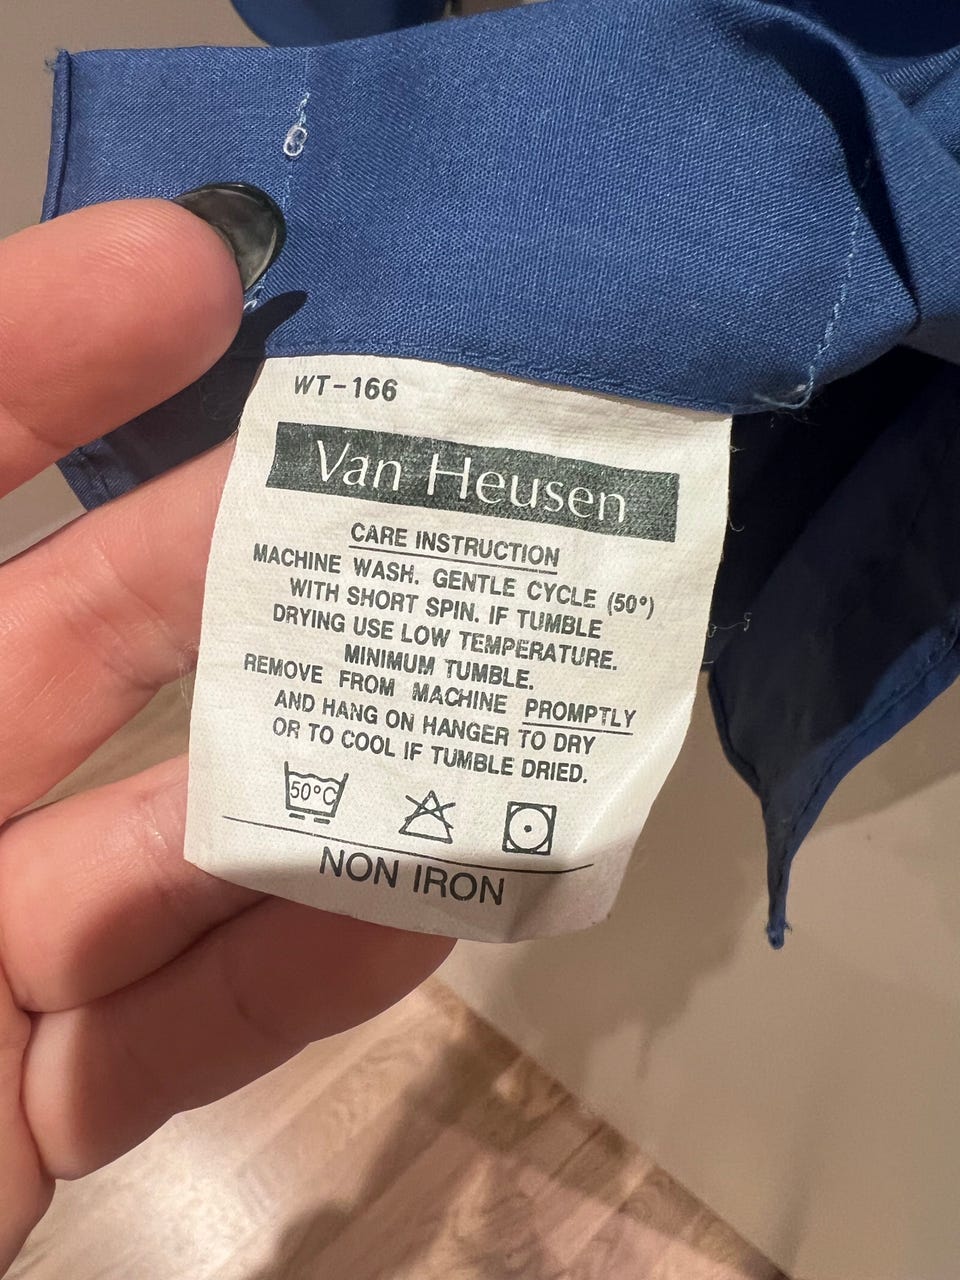 WT-166
Van Heusen
CARE INSTRUCTION
MACHINE WASH. GENTLE CYCLE (50°)
WITH SHORT SPIN. IF TUMBLE
DRYING USE LOW TEMPERATURE.
MINIMUM TUMBLE.
REMOVE FROM MACHINE PROMPTLY
AND HANG ON HANGER TO DRY
OR TO COOL IF TUMBLE DRIED.
50°C
NON IRON